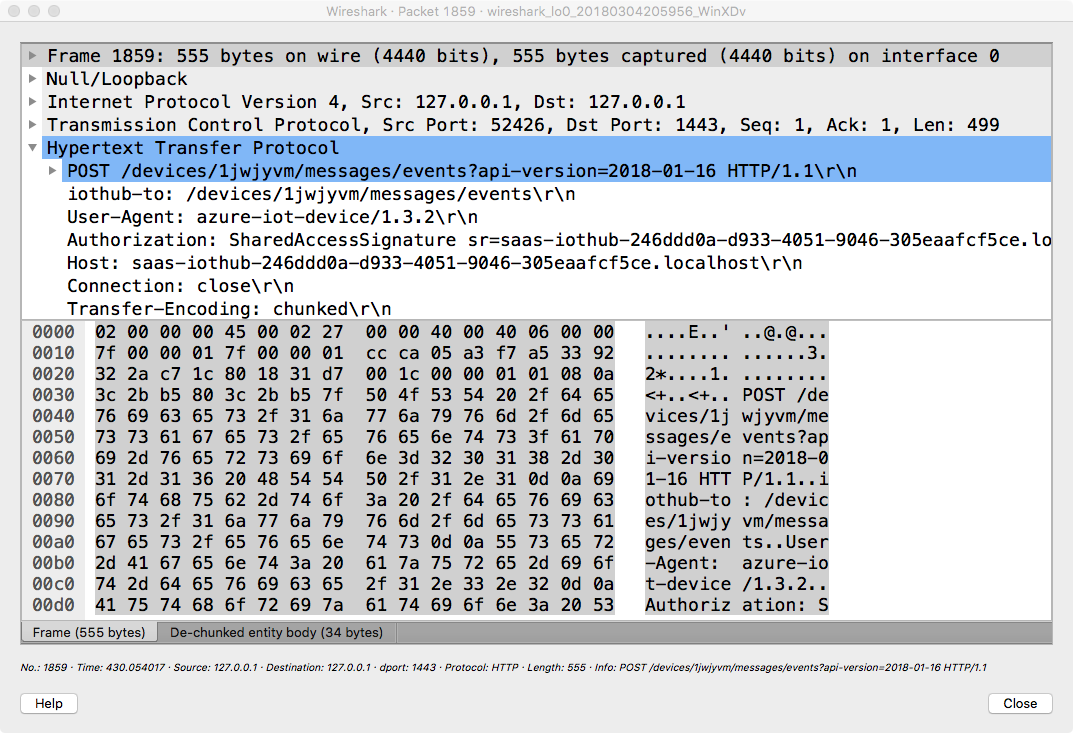 Wireshark · Packet 1859 · wireshark_lo0_20180304205956_WinXDv
Frame 1859: 555 bytes on wire (4440 bits), 555 bytes captured (4440 bits) on interface 0
Null/Loopback
Internet Protocol Version 4, Src: 127.0.0.1, Dst: 127.0.0.1
Transmission Control Protocol, Src Port: 52426, Dst Port: 1443, Seq: 1, Ack: 1, Len: 499
Hypertext Transfer Protocol
POST /devices/1jwjyvm/messages/events?api-version=2018-01-16 HTTP/1.1\r\n
iothub-to: /devices/1jwjyvm/messages/events\r\n
User-Agent: azure-iot-device/1.3.2\r\n
Authorization: SharedAccessSignature sr=saas-iothub-246ddd0a-d933-4051-9046-305eaafcf5ce.lo
Host: saas-iothub-246ddd0a-d933-4051-9046-305eaafcf5ce.localhost\r\n
Connection: close\r\n
Transfer-Encoding: chunked\r\n
0000 02 00 00 00 45 00 02 27 00 00 40 00 40 06 00 00 ....E..' ..@.@...
0010 7f 00 00 01 7f 00 00 01 cc ca 05 a3 f7 a5 33 92 ........ ......3.
0020 32 2a c7 1c 80 18 31 d7 00 1c 00 00 01 01 08 0a 2*....1. ........
0030 3c 2b b5 80 3c 2b b5 7f 50 4f 53 54 20 2f 64 65 <+..<+.. POST /de
0040 76 69 63 65 73 2f 31 6a 77 6a 79 76 6d 2f 6d 65 vices/1j wjyvm/me
0050 73 73 61 67 65 73 2f 65 76 65 6e 74 73 3f 61 70 ssages/e vents?ap
0060 69 2d 76 65 72 73 69 6f 6e 3d 32 30 31 38 2d 30 i-versio n=2018-0
0070 31 2d 31 36 20 48 54 54 50 2f 31 2e 31 0d 0a 69 1-16 HTT P/1.1..i
0080 6f 74 68 75 62 2d 74 6f 3a 20 2f 64 65 76 69 63 othub-to : /devic
0090 65 73 2f 31 6a 77 6a 79 76 6d 2f 6d 65 73 73 61 es/1jwjy vm/messa
00a0 67 65 73 2f 65 76 65 6e 74 73 0d 0a 55 73 65 72 ges/even ts..User
00b0 2d 41 67 65 6e 74 3a 20 61 7a 75 72 65 2d 69 6f -Agent: azure-io
00c0 74 2d 64 65 76 69 63 65 2f 31 2e 33 2e 32 0d 0a t-device /1.3.2..
00d0 41 75 74 68 6f 72 69 7a 61 74 69 6f 6e 3a 20 53 Authoriz ation: S
Frame (555 bytes) De-chunked entity body (34 bytes)
No.: 1859 · Time: 430.054017 · Source: 127.0.0.1 · Destination: 127.0.0.1 · dport: 1443 · Protocol: HTTP · Length: 555 · Info: POST /devices/1jwjyvm/messages/events?api-version=2018-01-16 HTTP/1.1
Help Close